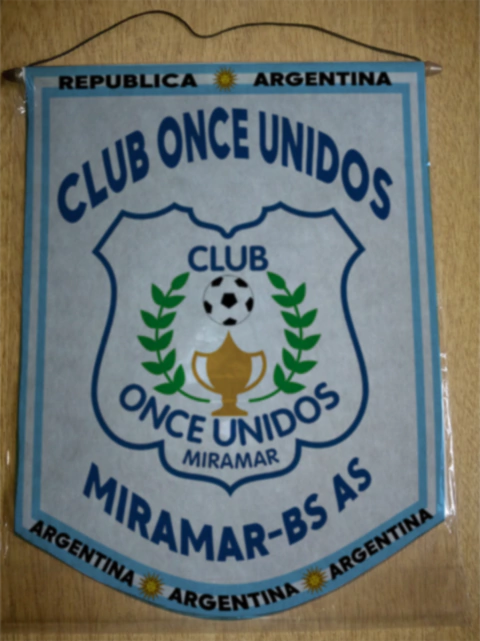 REPUBLICA ARGENTINA
CLUB ONCE UNIDOS
CLUB
ONCE UNIDOS
MIRAMAR
MIRAMAR-BS AS
ARGENTINA ARGENTINA ARGENTINA